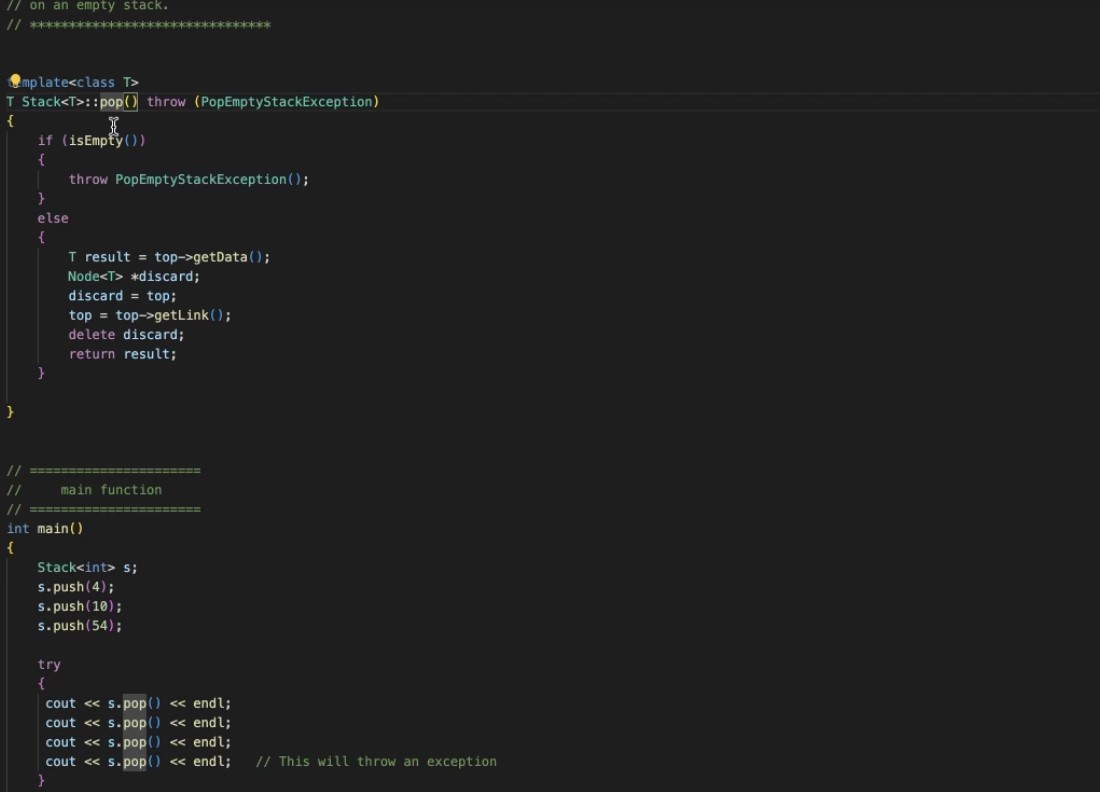 // on an empty stack.
// *******************************
template<class T>
T Stack<T>::pop() throw (PopEmptyStackException)
{
    if (isEmpty())
    {
        throw PopEmptyStackException();
    }
    else
    {
        T result = top->getData();
        Node<T> *discard;
        discard = top;
        top = top->getLink();
        delete discard;
        return result;
    }
}
// ======================
//     main function
// ======================
int main()
{
    Stack<int> s;
    s.push(4);
    s.push(10);
    s.push(54);
    try
    {
     cout << s.pop() << endl;
     cout << s.pop() << endl;
     cout << s.pop() << endl;
     cout << s.pop() << endl;   // This will throw an exception
    }